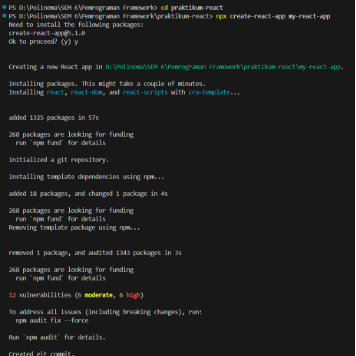 PS D:\Polinema\SEM 6\Pemrograman Framework> cd praktikum-react
PS D:\Polinema\SEM 6\Pemrograman Framework\praktikum-react> npx create-react-app my-react-app
Need to install the following packages:
create-react-app@5.1.0
Ok to proceed? (y) y
Creating a new React app in D:\Polinema\SEM 6\Pemrograman Framework\praktikum-react\my-react-app.
Installing packages. This might take a couple of minutes.
Installing react, react-dom, and react-scripts with cra-template...
added 1325 packages in 57s
268 packages are looking for funding
run `npm fund` for details
Initialized a git repository.
Installing template dependencies using npm...
added 18 packages, and changed 1 package in 4s
268 packages are looking for funding
run `npm fund` for details
Removing template package using npm...
removed 1 package, and audited 1343 packages in 3s
268 packages are looking for funding
run `npm fund` for details
12 vulnerabilities (6 moderate, 6 high)
To address all issues (including breaking changes), run:
npm audit fix --force
Run `npm audit` for details.
Created git commit.